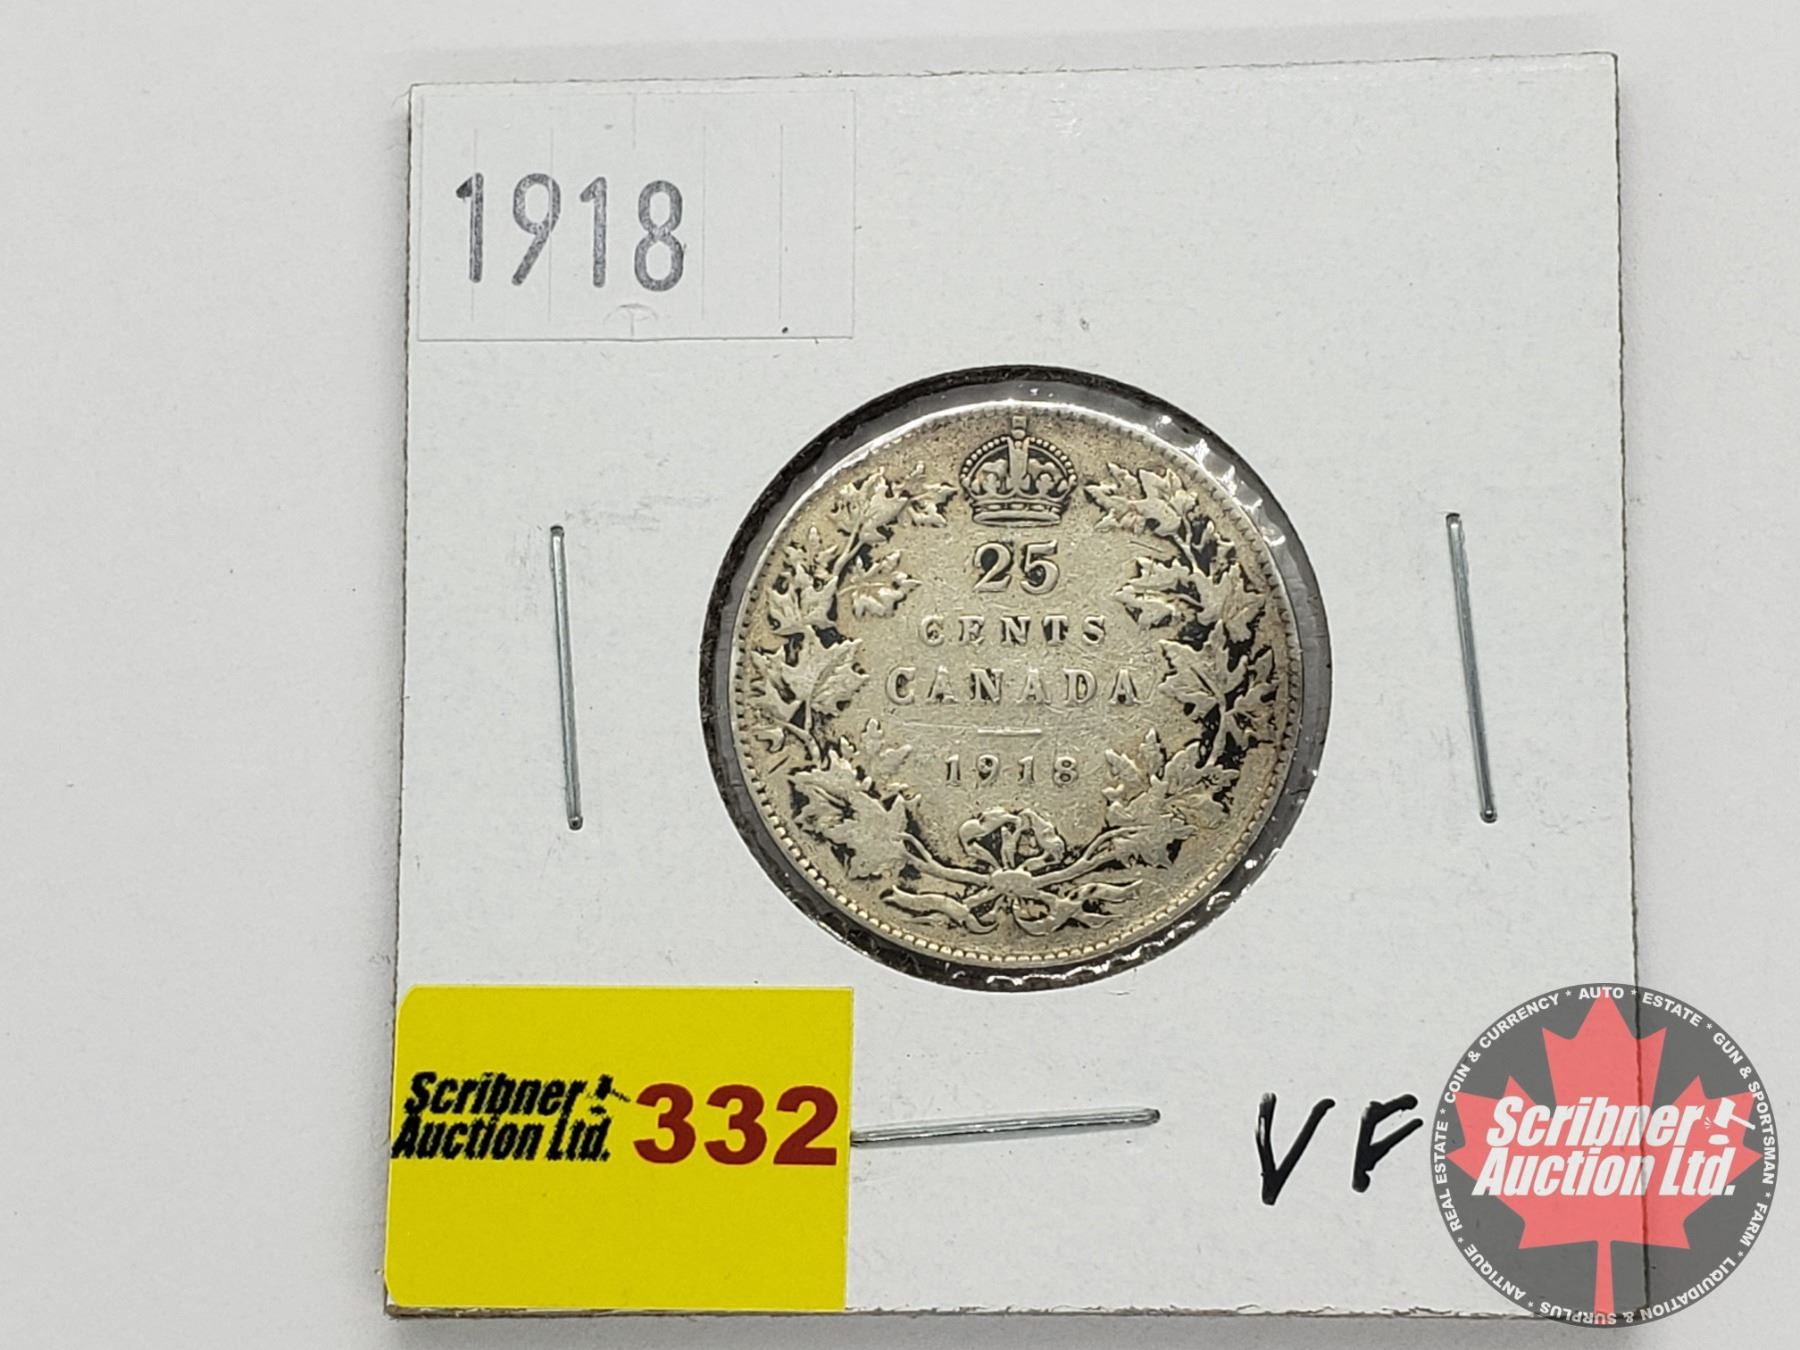 1918
25
CENTS
CANADA
1918
Scribner
Auction Ltd.
332
VF
COIN & CURRENCY * AUTO * ESTATE * GUN & SPORTSMAN * FARM * LIQUIDATION & SURPLUS * ANTIQUE * REAL ESTATE *
Scribner
Auction Ltd.